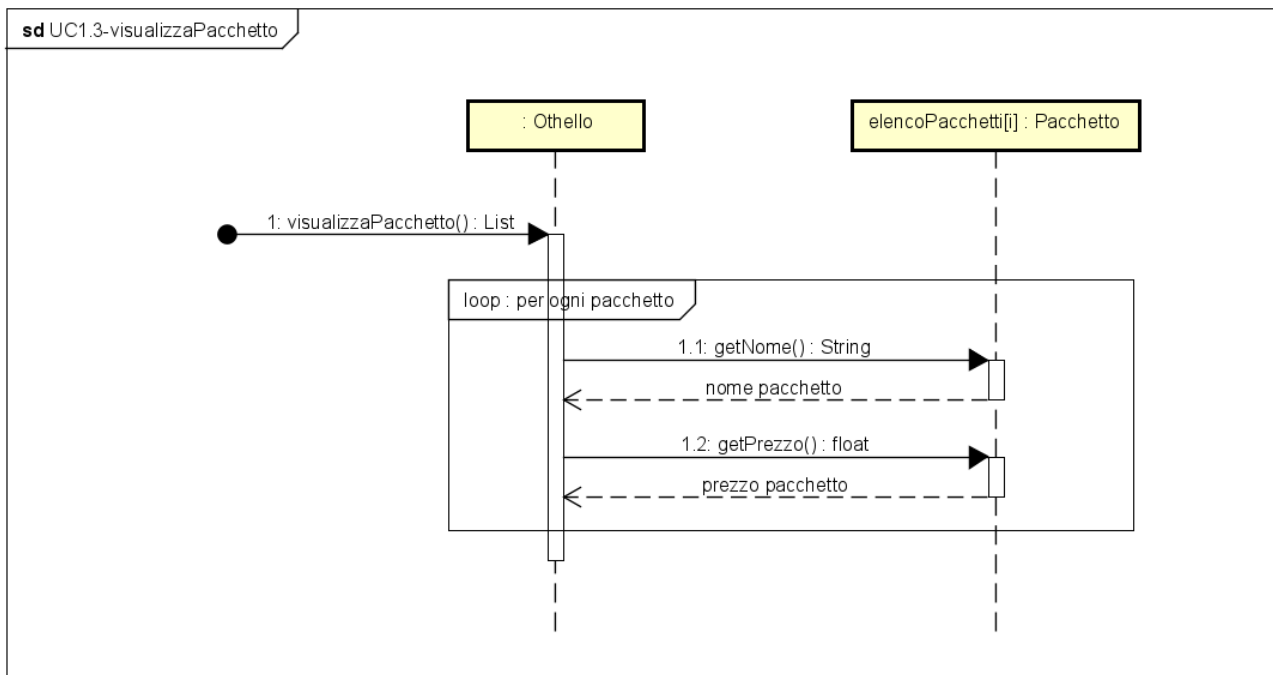 sd UC1.3-visualizzaPacchetto
: Othello
elencoPacchetti[i] : Pacchetto
1: visualizzaPacchetto() : List
loop : per ogni pacchetto
1.1: getNome() : String
nome pacchetto
1.2: getPrezzo() : float
prezzo pacchetto